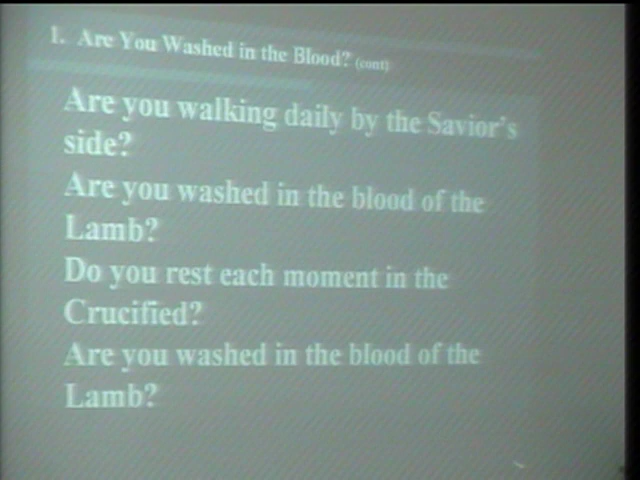 1. Are You Washed in the Blood? (cont)
Are you walking daily by the Savior's
side?
Are you washed in the blood of the
Lamb?
Do you rest each moment in the
Crucified?
Are you washed in the blood of the
Lamb?